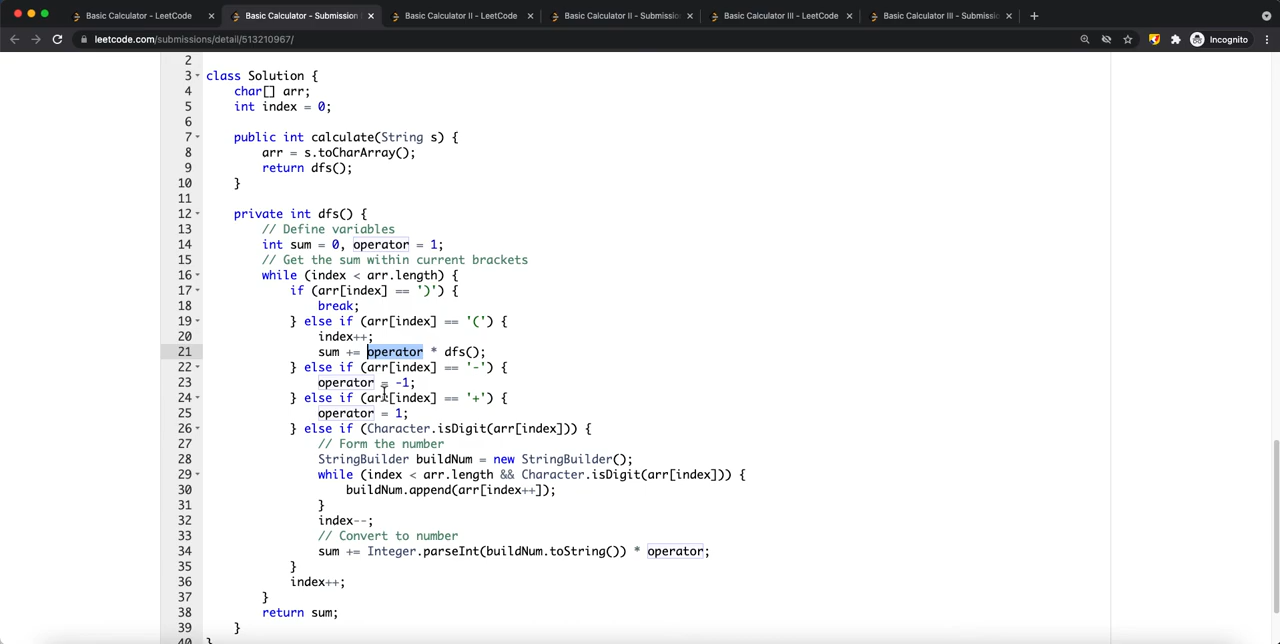 Basic Calculator - LeetCode
Basic Calculator - Submission
Basic Calculator II - LeetCode
Basic Calculator II - Submissio
Basic Calculator III - LeetCode
Basic Calculator III - Submissio
leetcode.com/submissions/detail/513210967/
Incognito
2
3 class Solution {
4 char[] arr;
5 int index = 0;
6
7 public int calculate(String s) {
8 arr = s.toCharArray();
9 return dfs();
10 }
11
12 private int dfs() {
13 // Define variables
14 int sum = 0, operator = 1;
15 // Get the sum within current brackets
16 while (index < arr.length) {
17 if (arr[index] == ')') {
18 break;
19 } else if (arr[index] == '(') {
20 index++;
21 sum += operator * dfs();
22 } else if (arr[index] == '-') {
23 operator = -1;
24 } else if (arr[index] == '+') {
25 operator = 1;
26 } else if (Character.isDigit(arr[index])) {
27 // Form the number
28 StringBuilder buildNum = new StringBuilder();
29 while (index < arr.length && Character.isDigit(arr[index])) {
30 buildNum.append(arr[index++]);
31 }
32 index--;
33 // Convert to number
34 sum += Integer.parseInt(buildNum.toString()) * operator;
35 }
36 index++;
37 }
38 return sum;
39 }
40 }